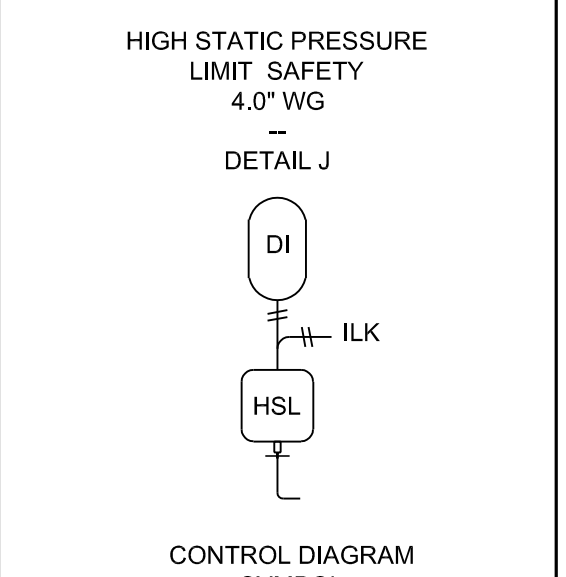 HIGH STATIC PRESSURE
LIMIT SAFETY
4.0" WG
--
DETAIL J
DI
ILK
HSL
CONTROL DIAGRAM